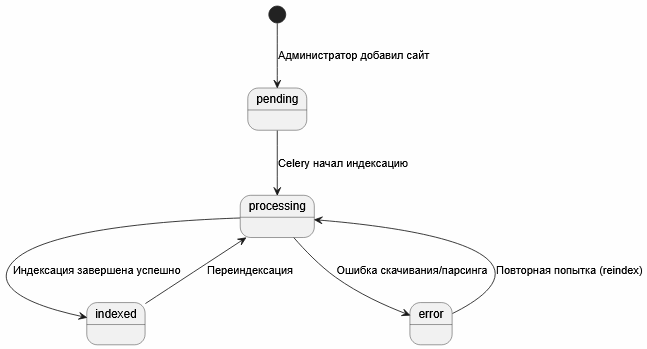 Администратор добавил сайт
pending
Celery начал индексацию
processing
Индексация завершена успешно
Переиндексация
Ошибка скачивания/парсинга
Повторная попытка (reindex)
indexed
error